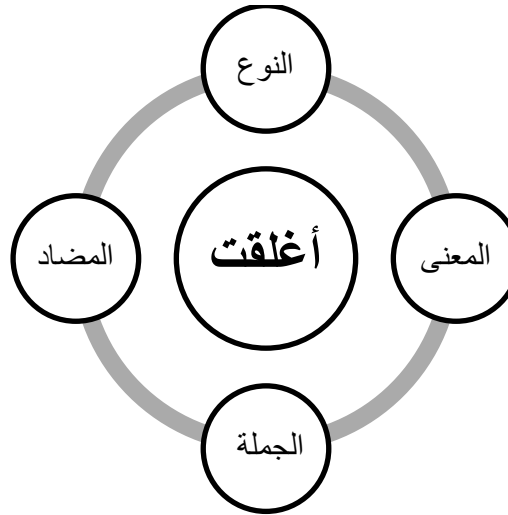 النوع
المعنى
أغلقت
المضاد
الجملة